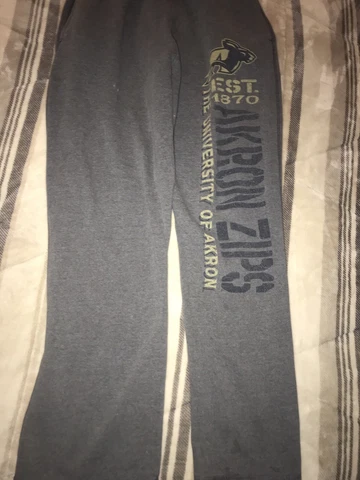 EST.
1870
AKRON ZIPS
THE UNIVERSITY OF AKRON